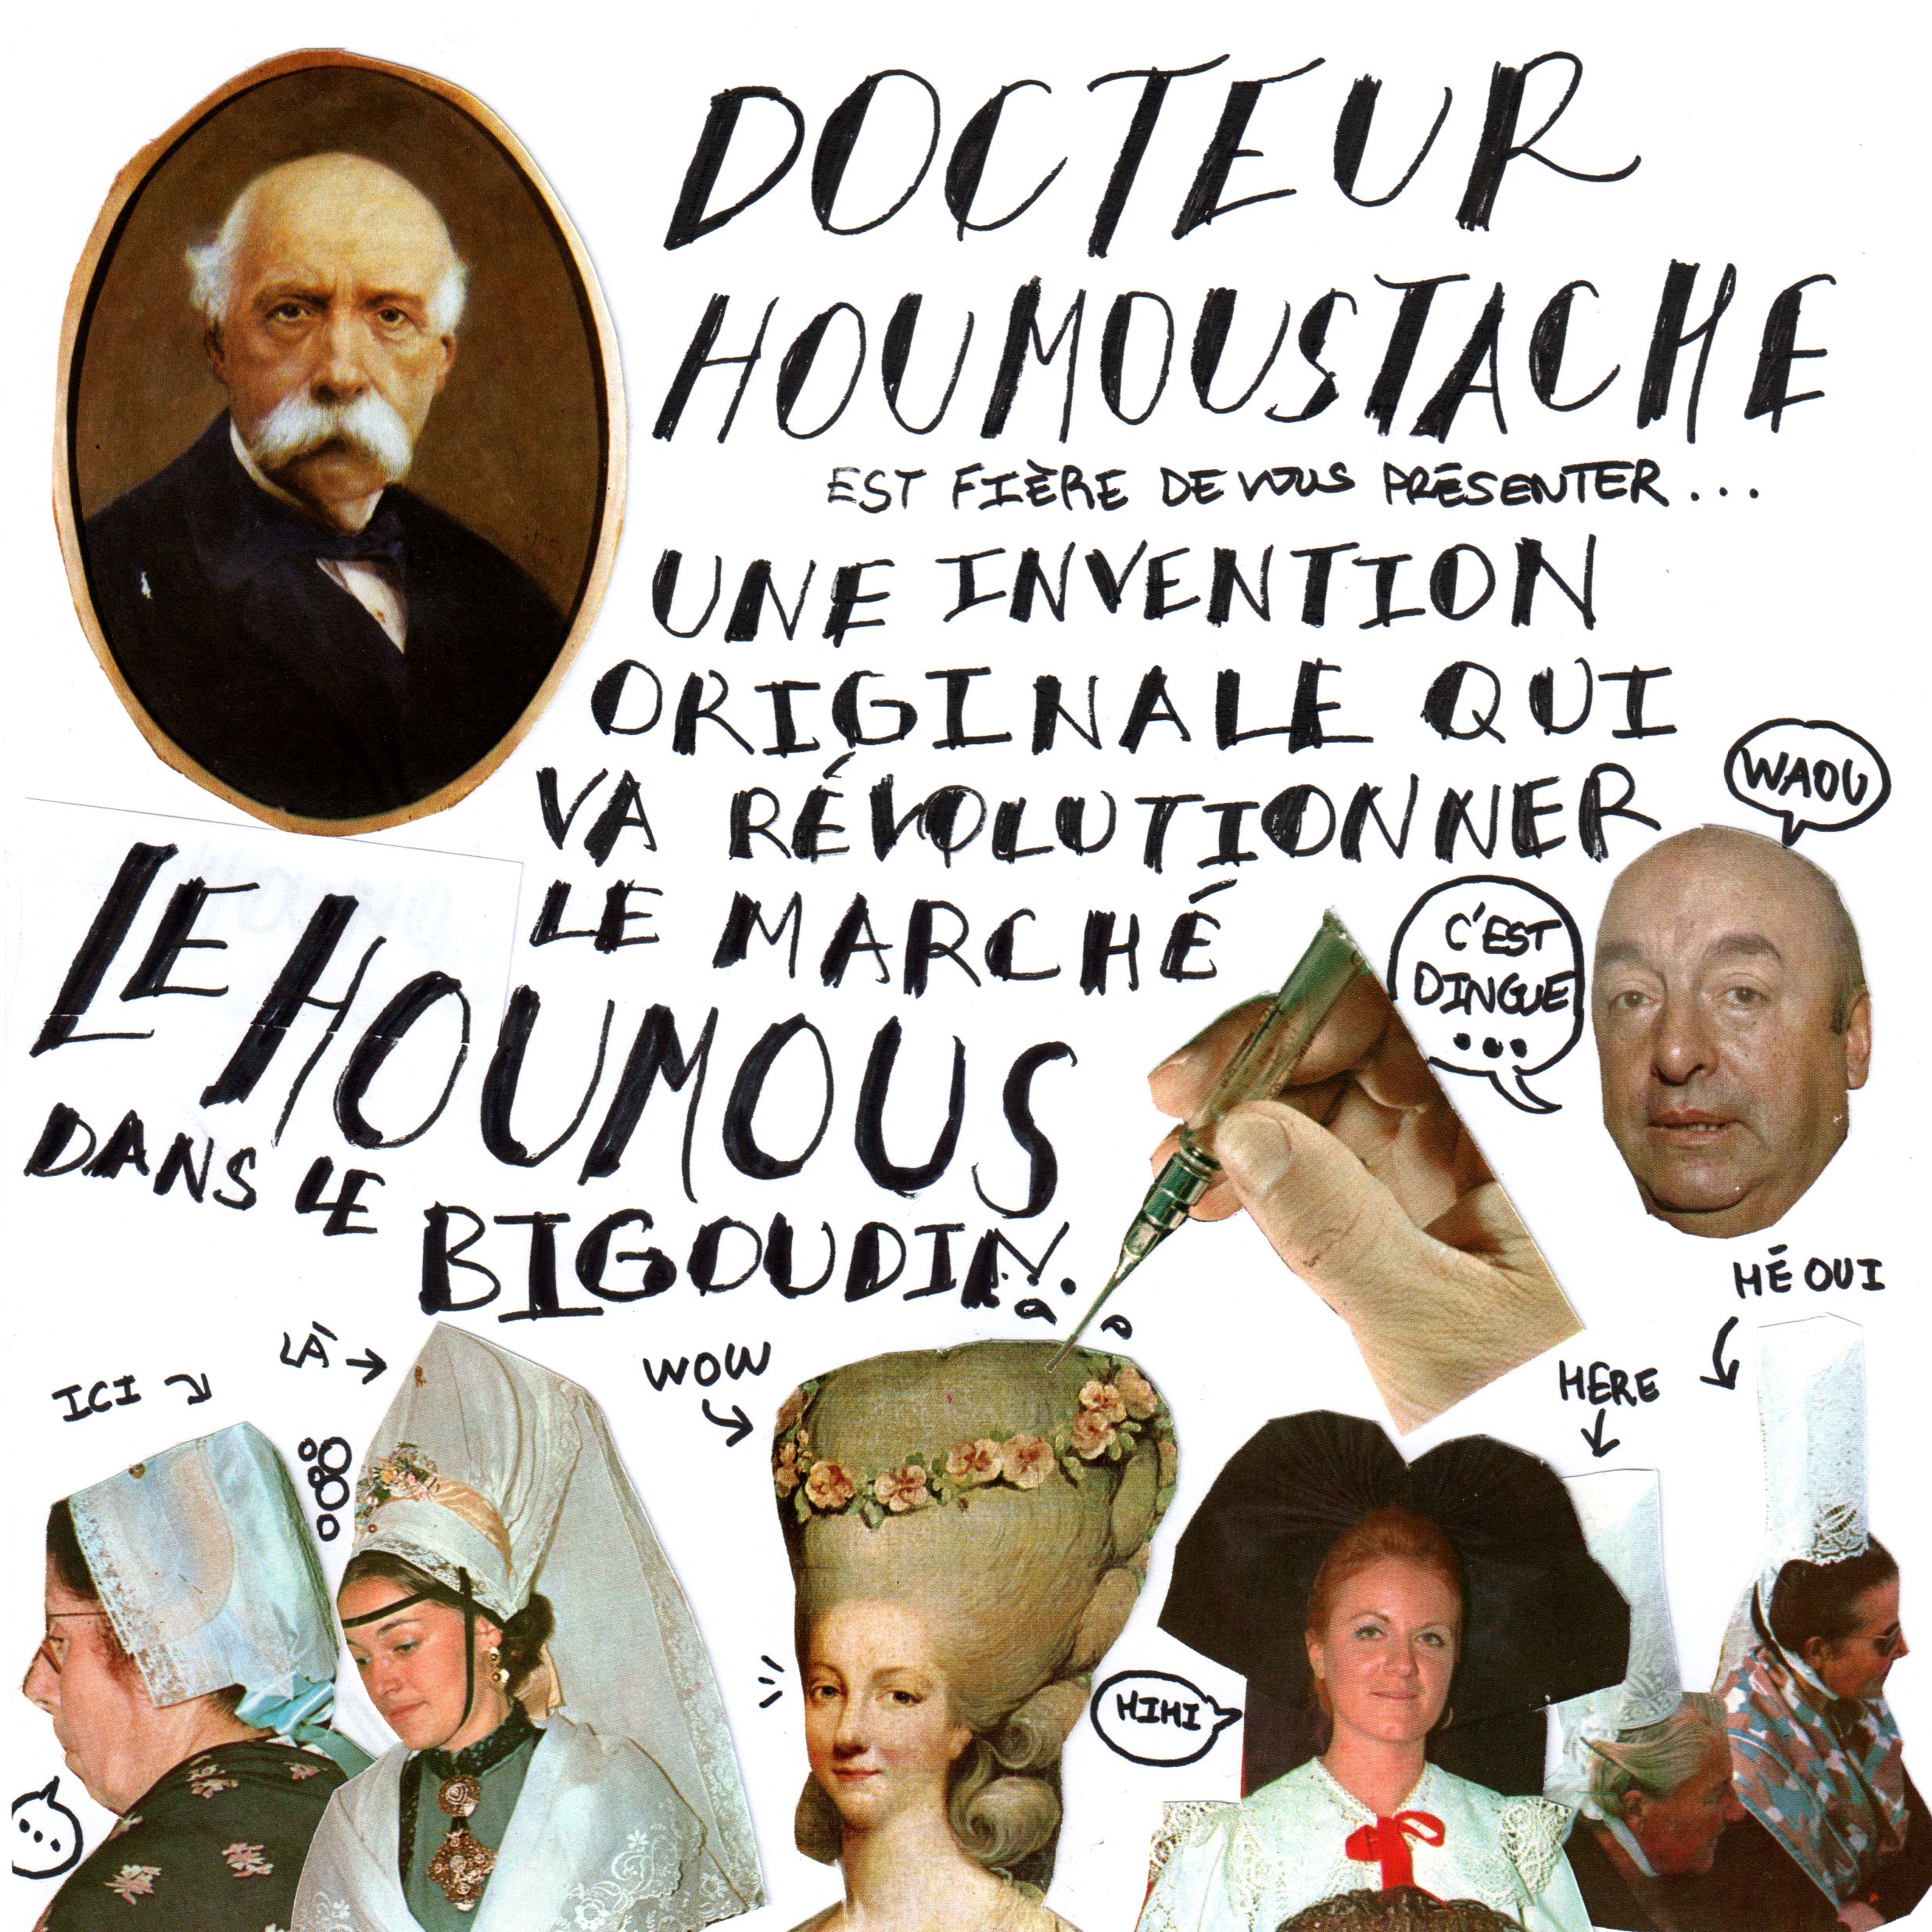 DOCTEUR
HOUMOUSTACHE
EST FIÈRE DE VOUS PRÉSENTER...
UNE INVENTION
ORIGINALE QUI
VA RÉVOLUTIONNER
LE MARCHÉ
WAOU
C'EST
DINGUE
...
LE HOUMOUS
DANS LE
BIGOUDIN.
HÉ OUI
LÀ →
ICI
WOW
HERE
HIHI
...